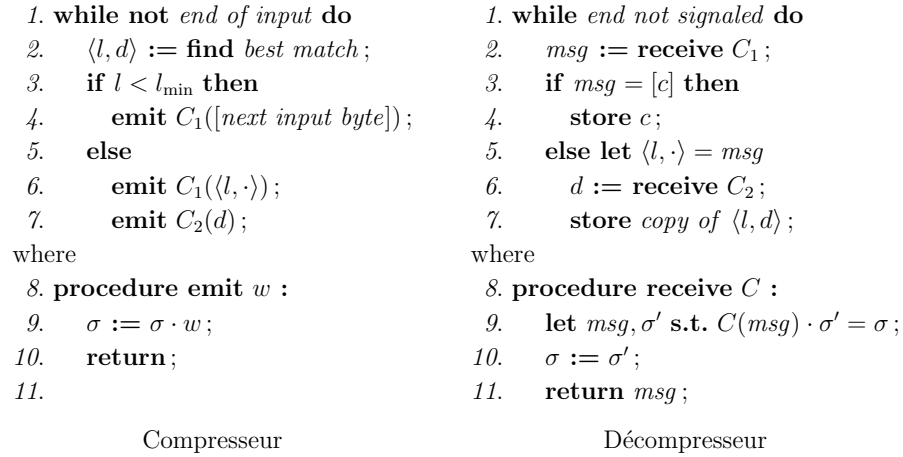 1. while not end of input do
2. ⟨l, d⟩ := find best match ;
3. if l < lmin then
4. emit C1([next input byte]) ;
5. else
6. emit C1(⟨l, ·⟩) ;
7. emit C2(d) ;
where
8. procedure emit w :
9. σ := σ · w ;
10. return ;
11.
Compresseur
1. while end not signaled do
2. msg := receive C1 ;
3. if msg = [c] then
4. store c ;
5. else let ⟨l, ·⟩ = msg
6. d := receive C2 ;
7. store copy of ⟨l, d⟩ ;
where
8. procedure receive C :
9. let msg, σ′ s.t. C(msg) · σ′ = σ ;
10. σ := σ′ ;
11. return msg ;
Décompresseur